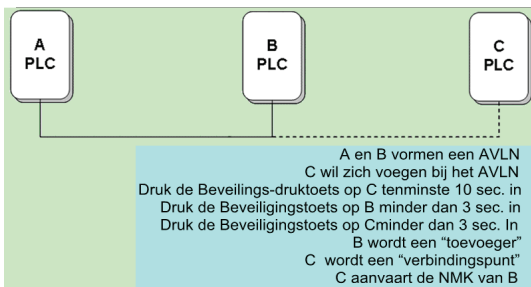 A
PLC
B
PLC
C
PLC
A en B vormen een AVLN
C wil zich voegen bij het AVLN
Druk de Beveilings-druktoets op C tenminste 10 sec. in
Druk de Beveiligingstoets op B minder dan 3 sec. in
Druk de Beveiligingstoets op Cminder dan 3 sec. In
B wordt een “toevoeger”
C wordt een “verbindingspunt”
C aanvaart de NMK van B